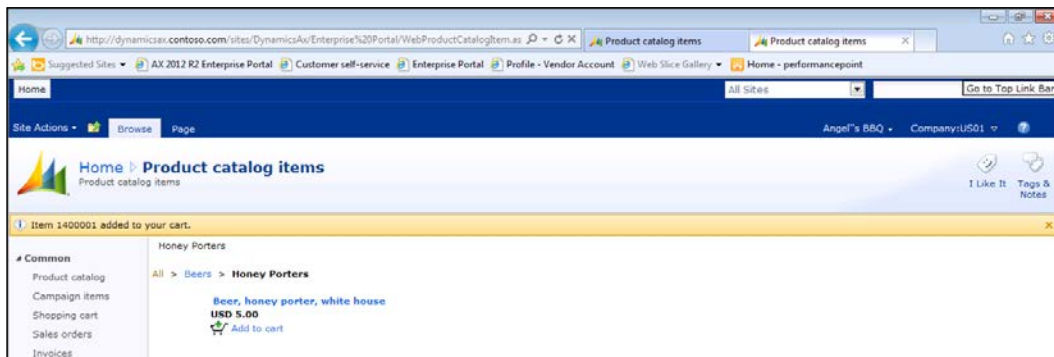 http://dynamicsax.contoso.com/sites/DynamicsAx/Enterprise%20Portal/WebProductCatalogItem.as
Product catalog items
Product catalog items
Suggested Sites
AX 2012 R2 Enterprise Portal
Customer self-service
Enterprise Portal
Profile - Vendor Account
Web Slice Gallery
Home - performancepoint
Home
All Sites
Go to Top Link Bar
Site Actions
Browse
Page
Angel"s BBQ
Company:US01
Home
Product catalog items
Product catalog items
I Like It
Tags &
Notes
Item 1400001 added to your cart.
Honey Porters
Common
Product catalog
Campaign items
Shopping cart
Sales orders
Invoices
All > Beers > Honey Porters
Beer, honey porter, white house
USD 5.00
Add to cart